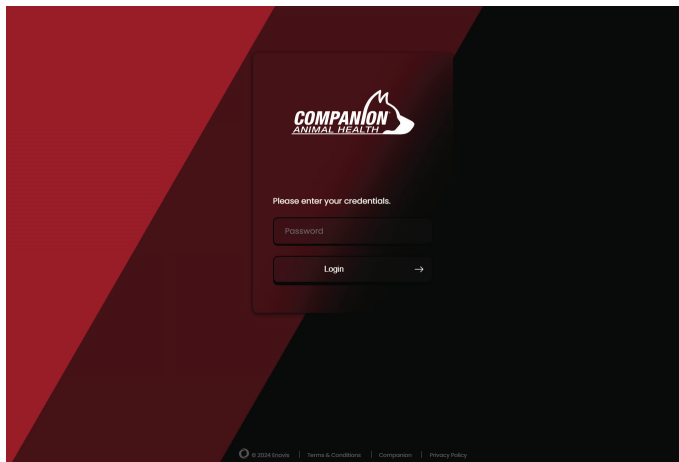 COMPANION
ANIMAL HEALTH
Please enter your credentials.
Password
Login
© 2024 Enovis | Terms & Conditions | Companion | Privacy Policy